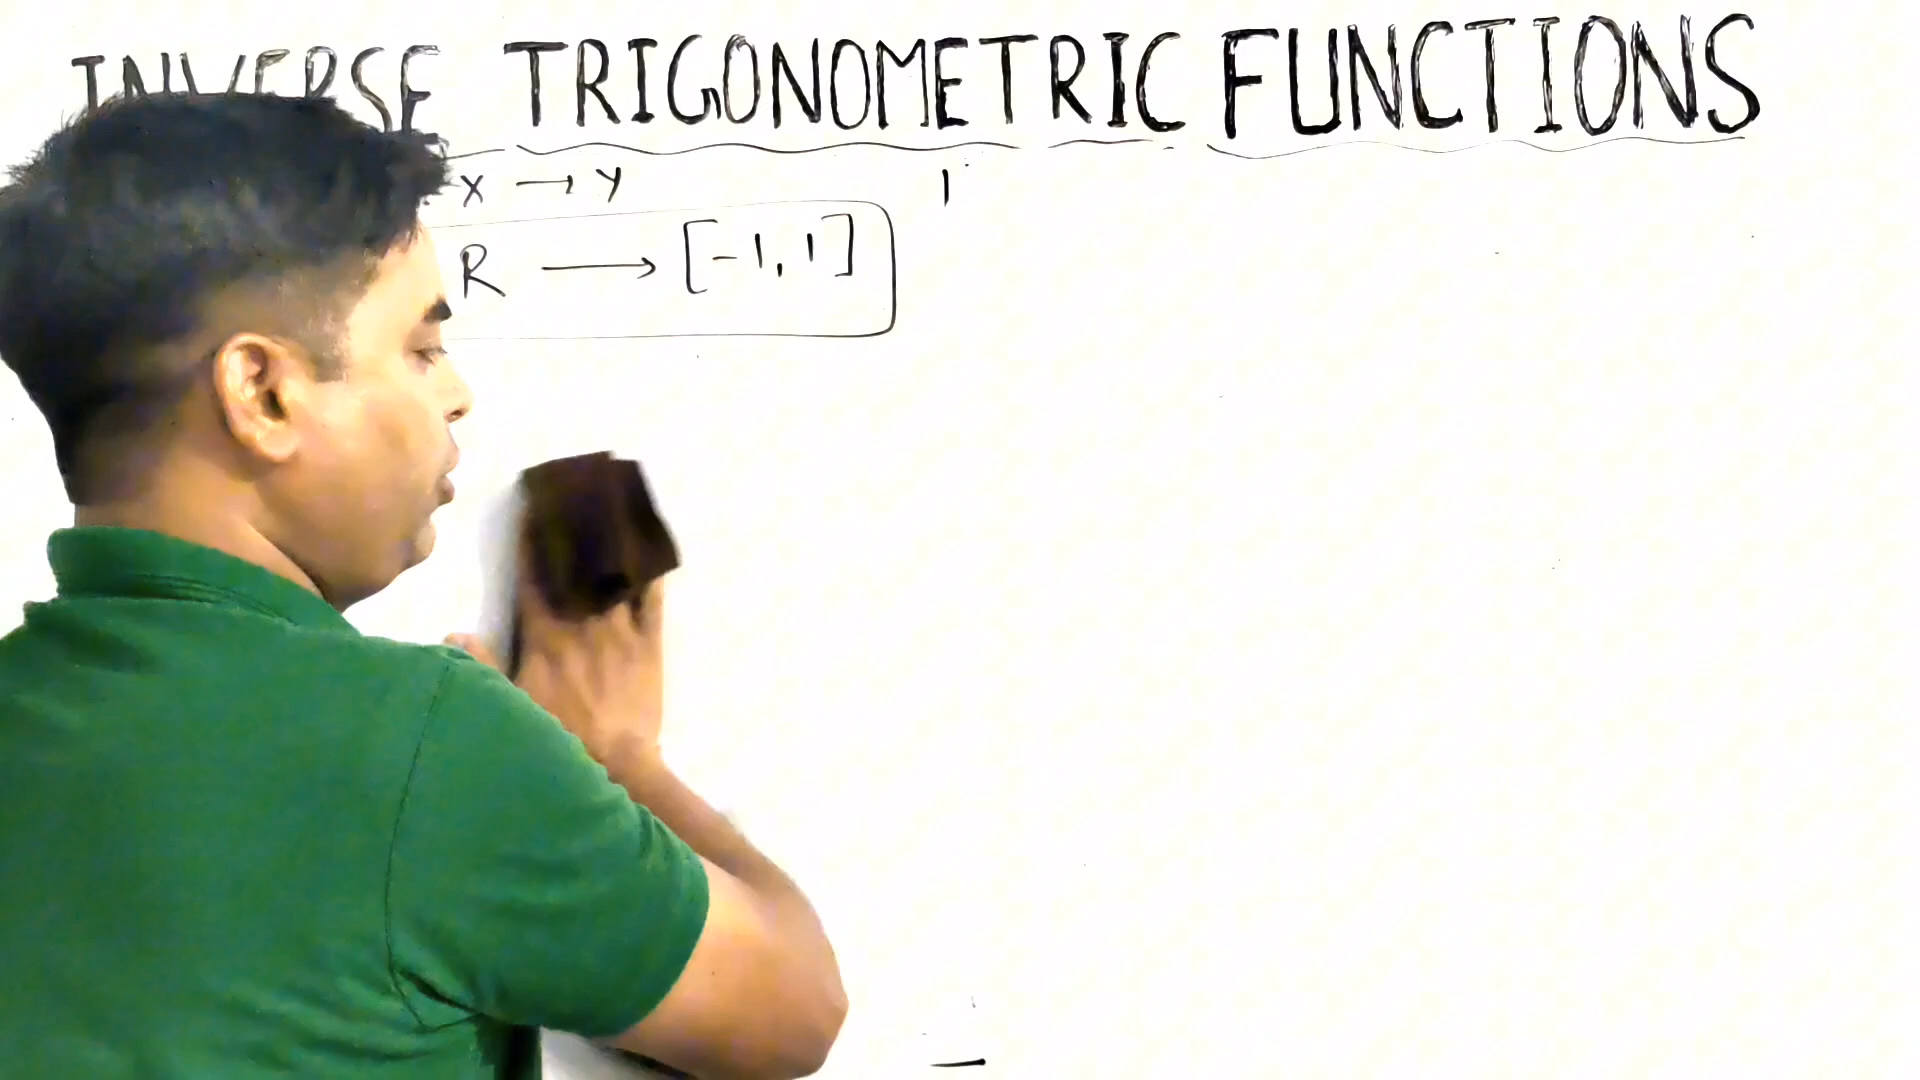 INVERSE TRIGONOMETRIC FUNCTIONS
X → Y
R → [-1, 1]